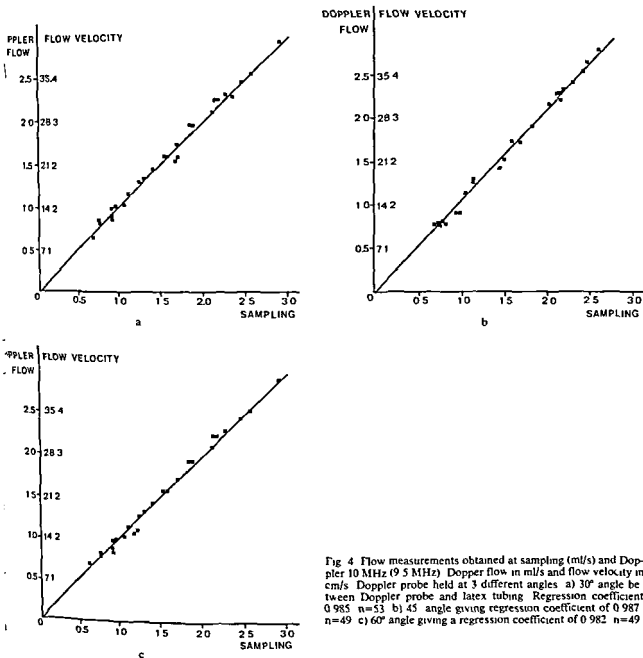 PPLER FLOW VELOCITY
FLOW
2.5 35.4
2.0 28.3
1.5 21.2
1.0 14.2
0.5 7.1
0 0.5 1.0 1.5 2.0 2.5 3.0
SAMPLING
a
DOPPLER FLOW VELOCITY
FLOW
2.5 35.4
2.0 28.3
1.5 21.2
1.0 14.2
0.5 7.1
0 0.5 1.0 1.5 2.0 2.5 3.0
SAMPLING
b
PPLER FLOW VELOCITY
FLOW
2.5 35.4
2.0 28.3
1.5 21.2
1.0 14.2
0.5 7.1
0 0.5 1.0 1.5 2.0 2.5 3.0
SAMPLING
c
Fig 4 Flow measurements obtained at sampling (ml/s) and Dop-
pler 10 MHz (9 5 MHz) Dopper flow in ml/s and flow velocity in
cm/s Doppler probe held at 3 different angles a) 30° angle be
tween Doppler probe and latex tubing Regression coefficient
0 985 n=53 b) 45 angle giving regression coefficient of 0 987
n=49 c) 60° angle giving a regression coefficient of 0 982 n=49